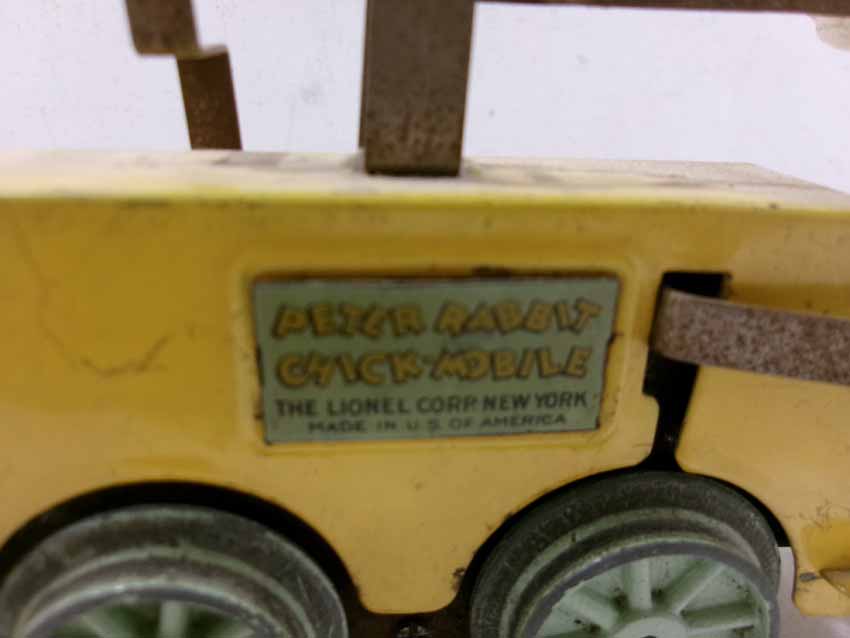 PETER RABBIT
CHICK-MOBILE
THE LIONEL CORP. NEW YORK
MADE IN U.S. OF AMERICA